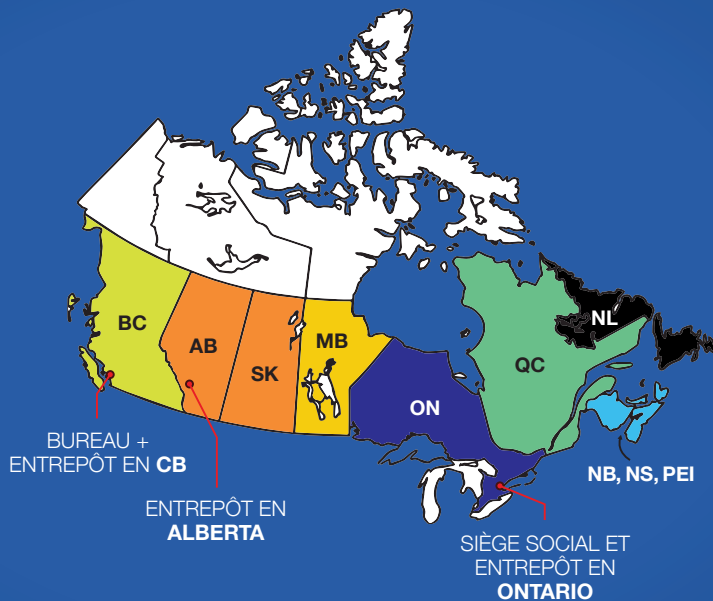 BC
AB
SK
MB
ON
QC
NL
NB, NS, PEI
BUREAU +
ENTREPÔT EN CB
ENTREPÔT EN
ALBERTA
SIÈGE SOCIAL ET
ENTREPÔT EN
ONTARIO